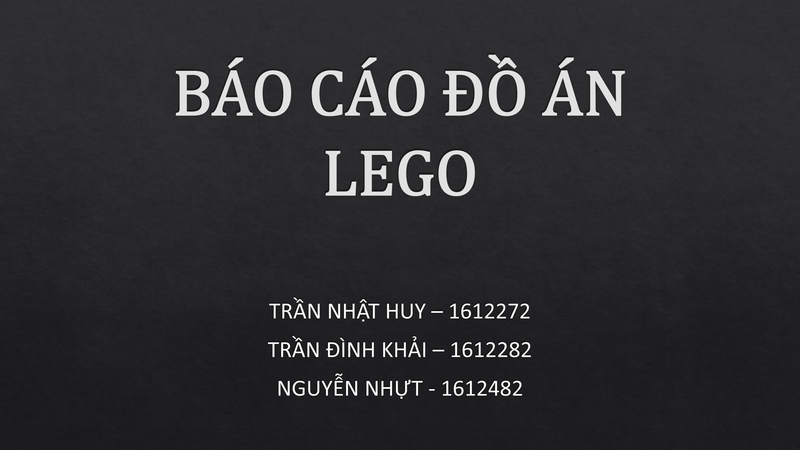 BÁO CÁO ĐỒ ÁN
LEGO
TRẦN NHẬT HUY – 1612272
TRẦN ĐÌNH KHẢI – 1612282
NGUYỄN NHỰT - 1612482